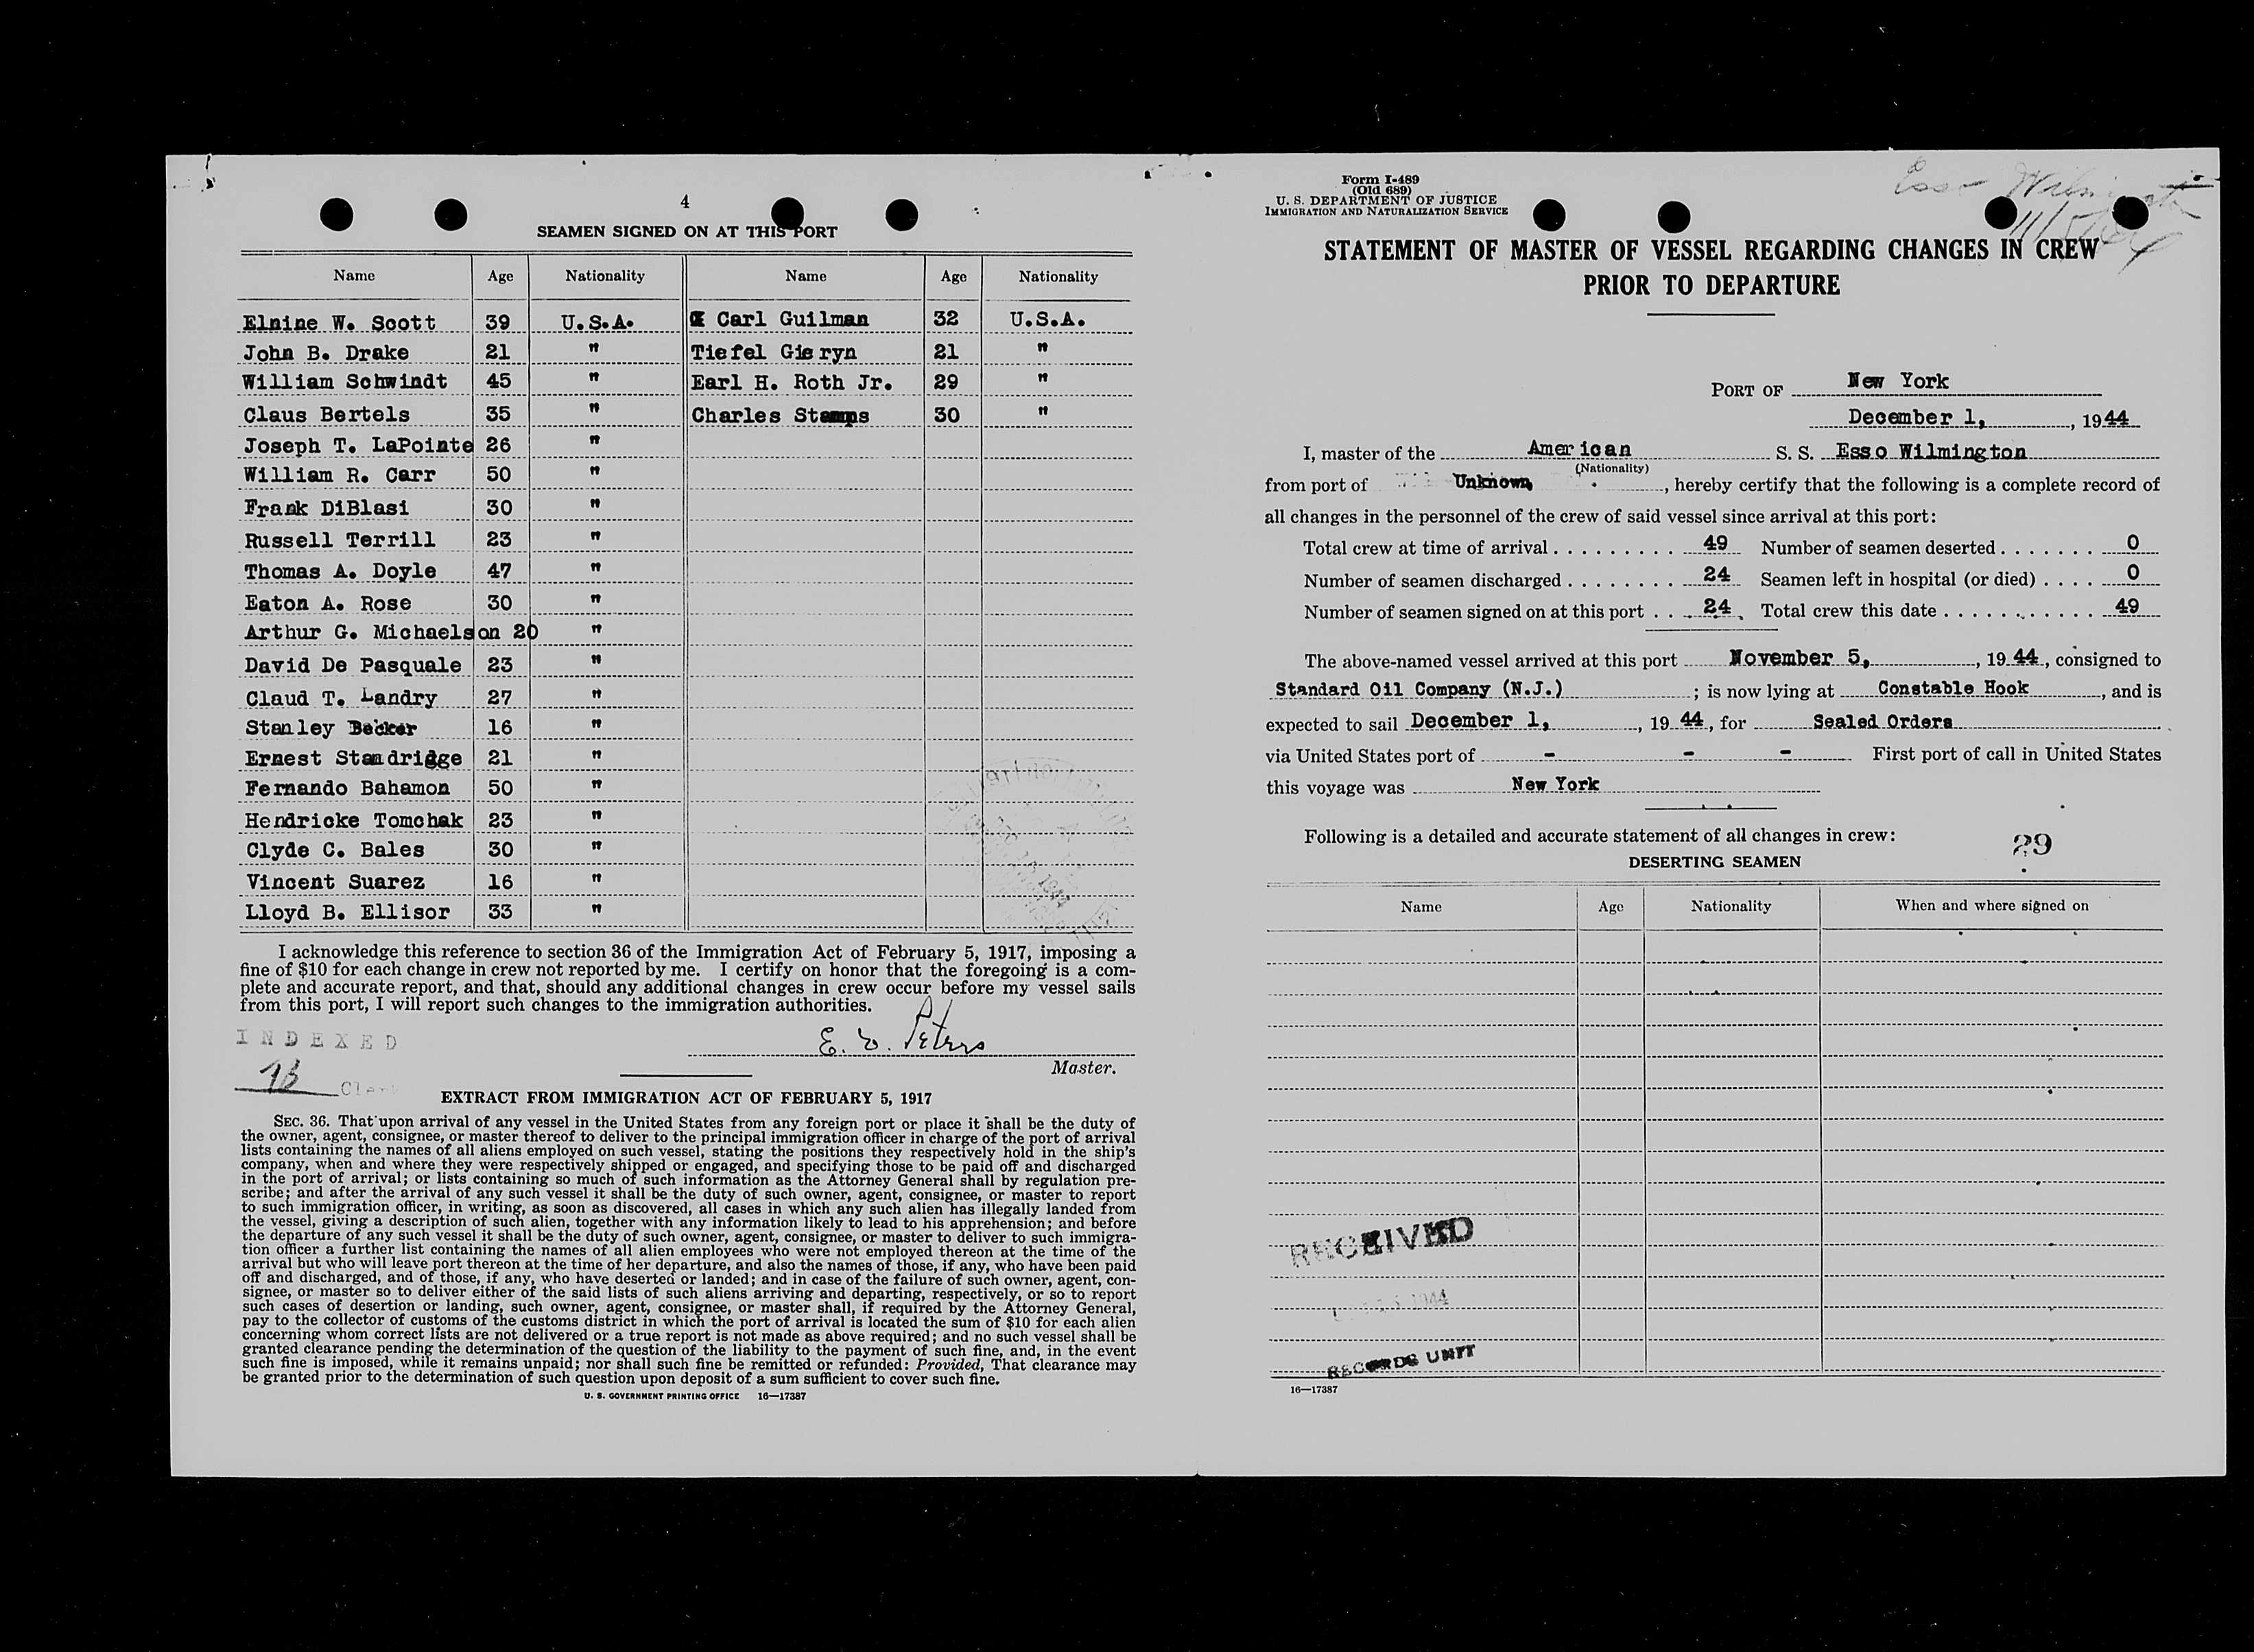 4
SEAMEN SIGNED ON AT THIS PORT
Name Age Nationality Name Age Nationality
Elnine W. Scott 39 U.S.A. Carl Guilman 32 U.S.A.
John B. Drake 21 " Tiefel Gieryn 21 "
William Schwindt 45 " Earl H. Roth Jr. 29 "
Claus Bertels 35 " Charles Stamps 30 "
Joseph T. LaPointe 26 "
William R. Carr 50 "
Frank DiBlasi 30 "
Russell Terrill 23 "
Thomas A. Doyle 47 "
Eaton A. Rose 30 "
Arthur G. Michaelson 20 "
David De Pasquale 23 "
Claud T. Landry 27 "
Stanley Becker 16 "
Ernest Standridge 21 "
Fernando Bahamon 50 "
Hendricke Tomchak 23 "
Clyde C. Bales 30 "
Vincent Suarez 16 "
Lloyd B. Ellisor 33 "
I acknowledge this reference to section 36 of the Immigration Act of February 5, 1917, imposing a
fine of $10 for each change in crew not reported by me. I certify on honor that the foregoing is a com-
plete and accurate report, and that, should any additional changes in crew occur before my vessel sails
from this port, I will report such changes to the immigration authorities.
INDEXED
E. W. Peters
Master.
Clerk
EXTRACT FROM IMMIGRATION ACT OF FEBRUARY 5, 1917
SEC. 36. That upon arrival of any vessel in the United States from any foreign port or place it shall be the duty of
the owner, agent, consignee, or master thereof to deliver to the principal immigration officer in charge of the port of arrival
lists containing the names of all aliens employed on such vessel, stating the positions they respectively hold in the ship's
company, when and where they were respectively shipped or engaged, and specifying those to be paid off and discharged
in the port of arrival; or lists containing so much of such information as the Attorney General shall by regulation pre-
scribe; and after the arrival of any such vessel it shall be the duty of such owner, agent, consignee, or master to report
to such immigration officer, in writing, as soon as discovered, all cases in which any such alien has illegally landed from
the vessel, giving a description of such alien, together with any information likely to lead to his apprehension; and before
the departure of any such vessel it shall be the duty of such owner, agent, consignee, or master to deliver to such immigra-
tion officer a further list containing the names of all alien employees who were not employed thereon at the time of the
arrival but who will leave port thereon at the time of her departure, and also the names of those, if any, who have been paid
off and discharged, and of those, if any, who have deserted or landed; and in case of the failure of such owner, agent, con-
signee, or master so to deliver either of the said lists of such aliens arriving and departing, respectively, or so to report
such cases of desertion or landing, such owner, agent, consignee, or master shall, if required by the Attorney General,
pay to the collector of customs of the customs district in which the port of arrival is located the sum of $10 for each alien
concerning whom correct lists are not delivered or a true report is not made as above required; and no such vessel shall be
granted clearance pending the determination of the question of the liability to the payment of such fine, and, in the event
such fine is imposed, while it remains unpaid; nor shall such fine be remitted or refunded: Provided, That clearance may
be granted prior to the determination of such question upon deposit of a sum sufficient to cover such fine.
U. S. GOVERNMENT PRINTING OFFICE 16—17387
Form I-489
(Old 689)
U. S. DEPARTMENT OF JUSTICE
IMMIGRATION AND NATURALIZATION SERVICE
Esso Wilmington
STATEMENT OF MASTER OF VESSEL REGARDING CHANGES IN CREW
PRIOR TO DEPARTURE
PORT OF New York
December 1, 1944
I, master of the American S. S. Esso Wilmington
(Nationality)
from port of Unknown, hereby certify that the following is a complete record of
all changes in the personnel of the crew of said vessel since arrival at this port:
Total crew at time of arrival 49 Number of seamen deserted 0
Number of seamen discharged 24 Seamen left in hospital (or died) 0
Number of seamen signed on at this port 24 Total crew this date 49
The above-named vessel arrived at this port November 5, 1944, consigned to
Standard Oil Company (N.J.); is now lying at Constable Hook, and is
expected to sail December 1, 1944, for Sealed Orders
via United States port of - - - First port of call in United States
this voyage was New York
Following is a detailed and accurate statement of all changes in crew:
29
DESERTING SEAMEN
Name Age Nationality When and where signed on
RECEIVED
1944
RECORDS UNIT
16—17387